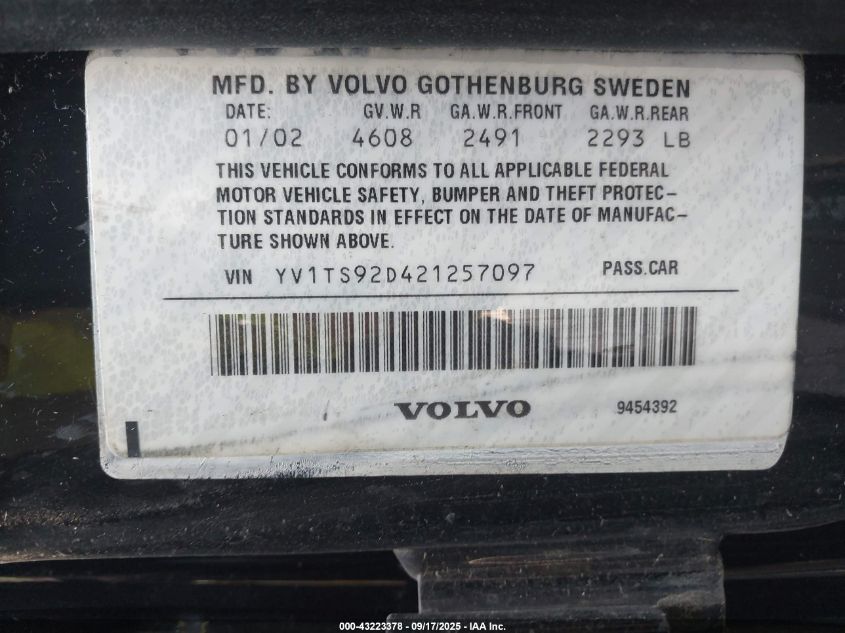 MFD. BY VOLVO GOTHENBURG SWEDEN
DATE: GV.W.R GA.W.R.FRONT GA.W.R.REAR
01/02 4608 2491 2293 LB
THIS VEHICLE CONFORMS TO ALL APPLICABLE FEDERAL
MOTOR VEHICLE SAFETY, BUMPER AND THEFT PROTEC-
TION STANDARDS IN EFFECT ON THE DATE OF MANUFAC-
TURE SHOWN ABOVE.
VIN YV1TS92D421257097 PASS.CAR
VOLVO 9454392
000-43223378 - 09/17/2025 - IAA Inc.